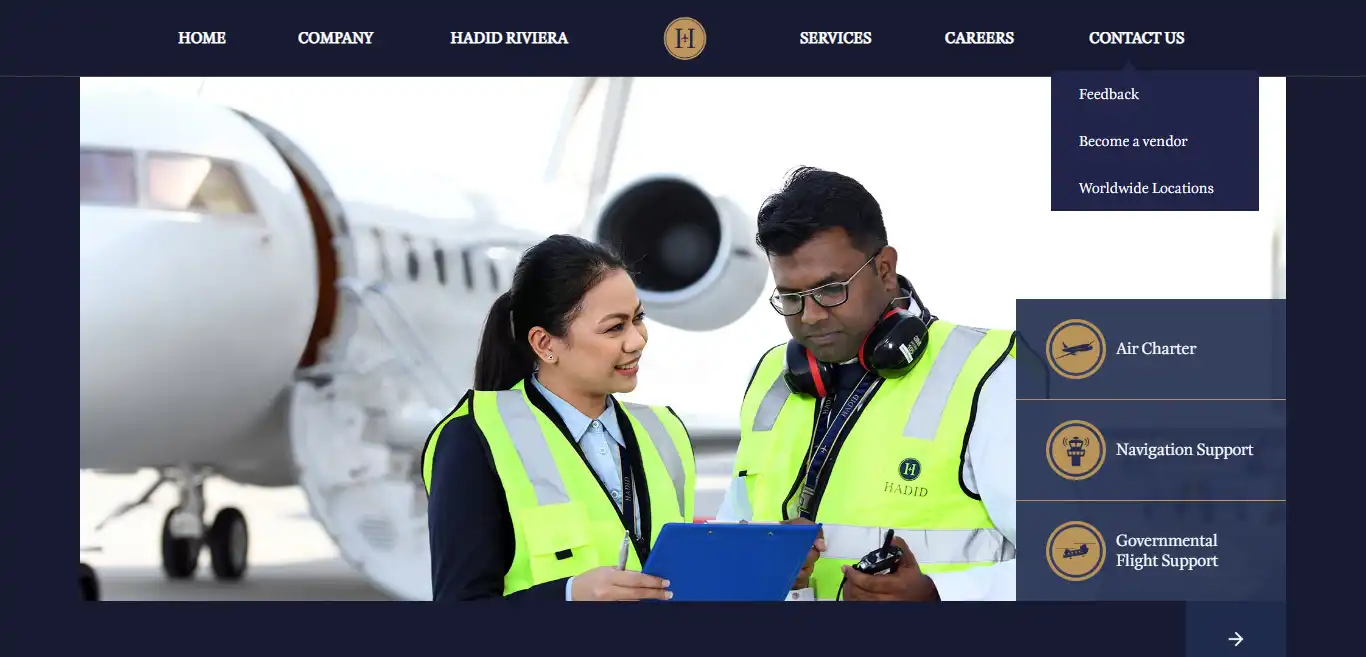 HOME
COMPANY
HADID RIVIERA
H
SERVICES
CAREERS
CONTACT US
Feedback
Become a vendor
Worldwide Locations
Air Charter
Navigation Support
Governmental
Flight Support
HADID
HADID
H
HADID